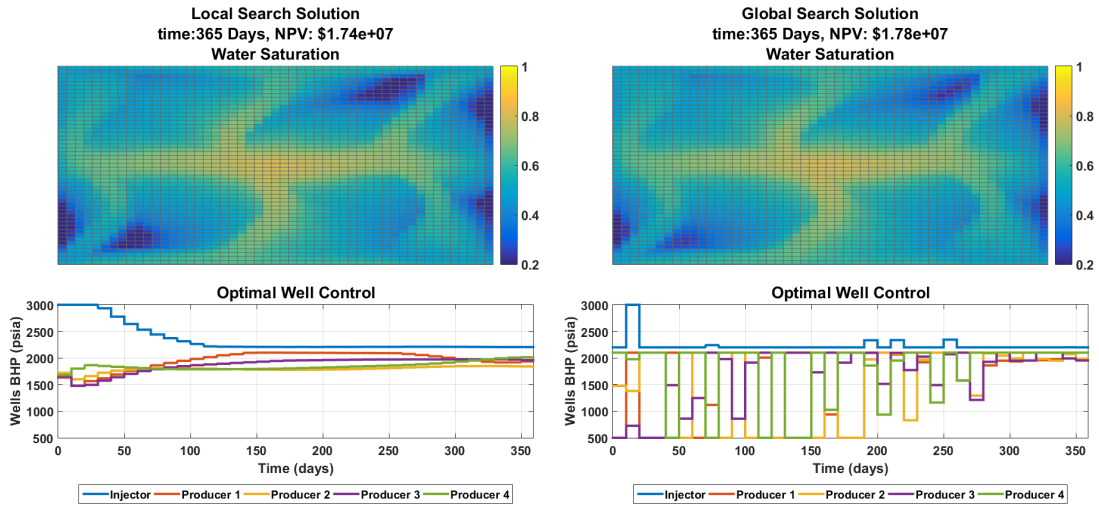 Local Search Solution
time:365 Days, NPV: $1.74e+07
Water Saturation
1
0.8
0.6
0.4
0.2
Optimal Well Control
Wells BHP (psia)
3000
2500
2000
1500
1000
500
0 50 100 150 200 250 300 350
Time (days)
Injector Producer 1 Producer 2 Producer 3 Producer 4
Global Search Solution
time:365 Days, NPV: $1.78e+07
Water Saturation
1
0.8
0.6
0.4
0.2
Optimal Well Control
Wells BHP (psia)
3000
2500
2000
1500
1000
500
0 50 100 150 200 250 300 350
Time (days)
Injector Producer 1 Producer 2 Producer 3 Producer 4